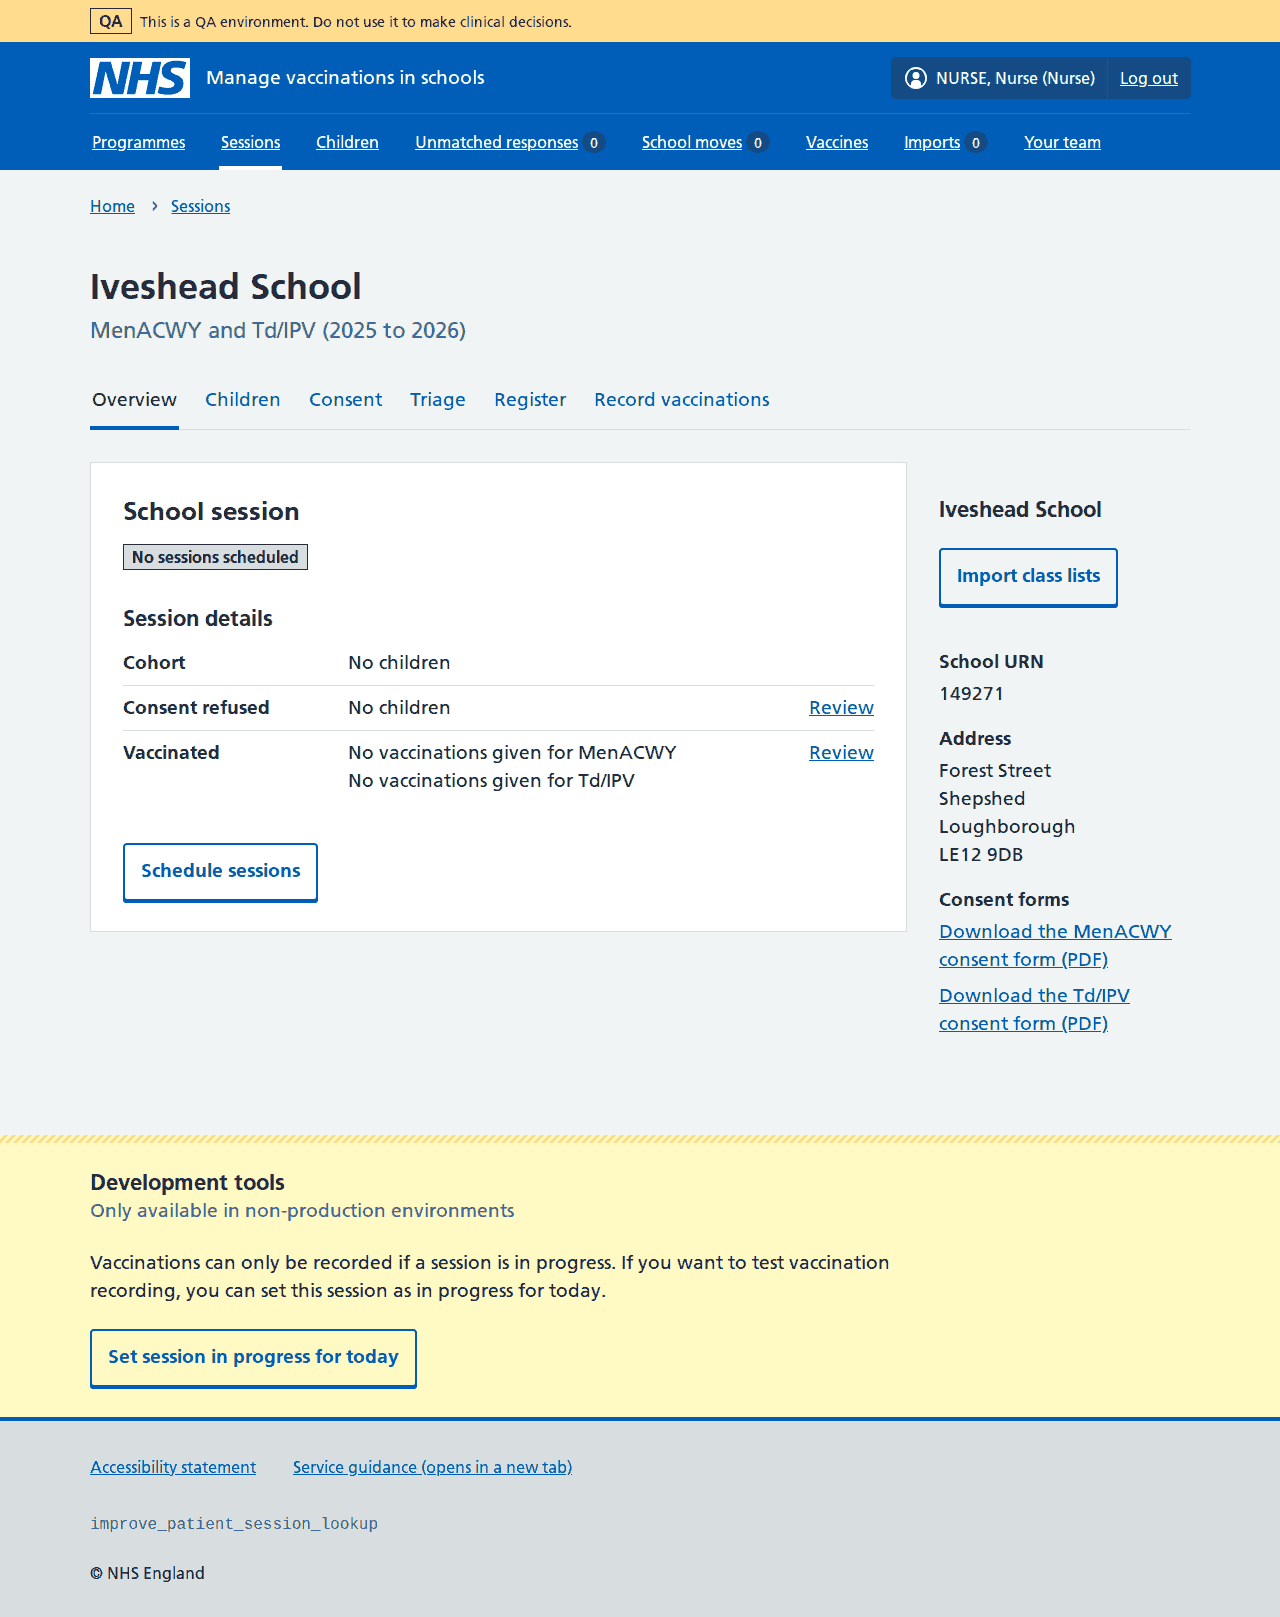 QA This is a QA environment. Do not use it to make clinical decisions.
NHS Manage vaccinations in schools NURSE, Nurse (Nurse) Log out
Programmes Sessions Children Unmatched responses 0 School moves 0 Vaccines Imports 0 Your team
Home › Sessions
Iveshead School
MenACWY and Td/IPV (2025 to 2026)
Overview Children Consent Triage Register Record vaccinations
School session
No sessions scheduled
Session details
Cohort No children
Consent refused No children Review
Vaccinated No vaccinations given for MenACWY Review
No vaccinations given for Td/IPV
Schedule sessions
Iveshead School
Import class lists
School URN
149271
Address
Forest Street
Shepshed
Loughborough
LE12 9DB
Consent forms
Download the MenACWY
consent form (PDF)
Download the Td/IPV
consent form (PDF)
Development tools
Only available in non-production environments
Vaccinations can only be recorded if a session is in progress. If you want to test vaccination
recording, you can set this session as in progress for today.
Set session in progress for today
Accessibility statement Service guidance (opens in a new tab)
improve_patient_session_lookup
© NHS England